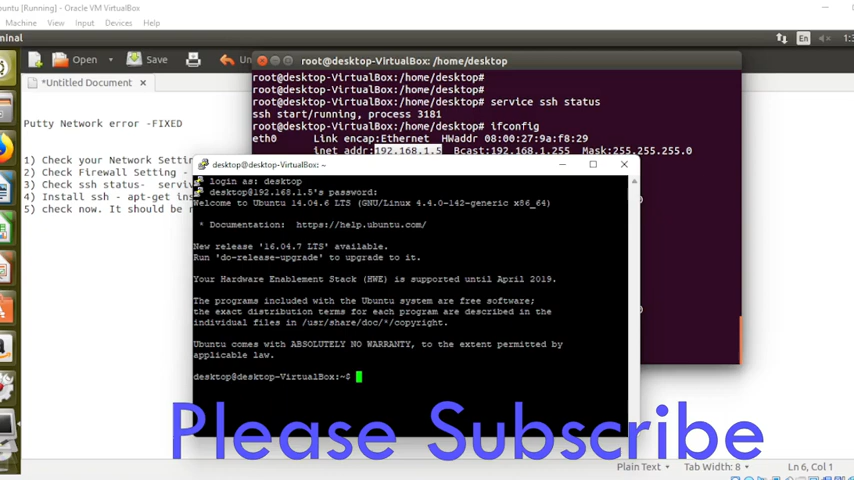 buntu [Running] - Oracle VM VirtualBox
Machine View Input Devices Help
minal
En
1:3
Open
Save
Un
*Untitled Document
root@desktop-VirtualBox: /home/desktop
root@desktop-VirtualBox:/home/desktop#
root@desktop-VirtualBox:/home/desktop#
root@desktop-VirtualBox:/home/desktop# service ssh status
ssh start/running, process 3181
root@desktop-VirtualBox:/home/desktop# ifconfig
eth0 Link encap:Ethernet HWaddr 08:00:27:9a:f8:29
inet addr:192.168.1.5 Bcast:192.168.1.255 Mask:255.255.255.0
Putty Network error -FIXED
1) Check your Network Settin
2) Check Firewall Setting -
3) Check ssh status- servi
4) Install ssh - apt-get ins
5) check now. It should be
desktop@desktop-VirtualBox: ~
login as: desktop
desktop@192.168.1.5's password:
Welcome to Ubuntu 14.04.6 LTS (GNU/Linux 4.4.0-142-generic x86_64)
* Documentation: https://help.ubuntu.com/
New release '16.04.7 LTS' available.
Run 'do-release-upgrade' to upgrade to it.
Your Hardware Enablement Stack (HWE) is supported until April 2019.
The programs included with the Ubuntu system are free software;
the exact distribution terms for each program are described in the
individual files in /usr/share/doc/*/copyright.
Ubuntu comes with ABSOLUTELY NO WARRANTY, to the extent permitted by
applicable law.
desktop@desktop-VirtualBox:~$
Please Subscribe
Plain Text Tab Width: 8 Ln 6, Col 1